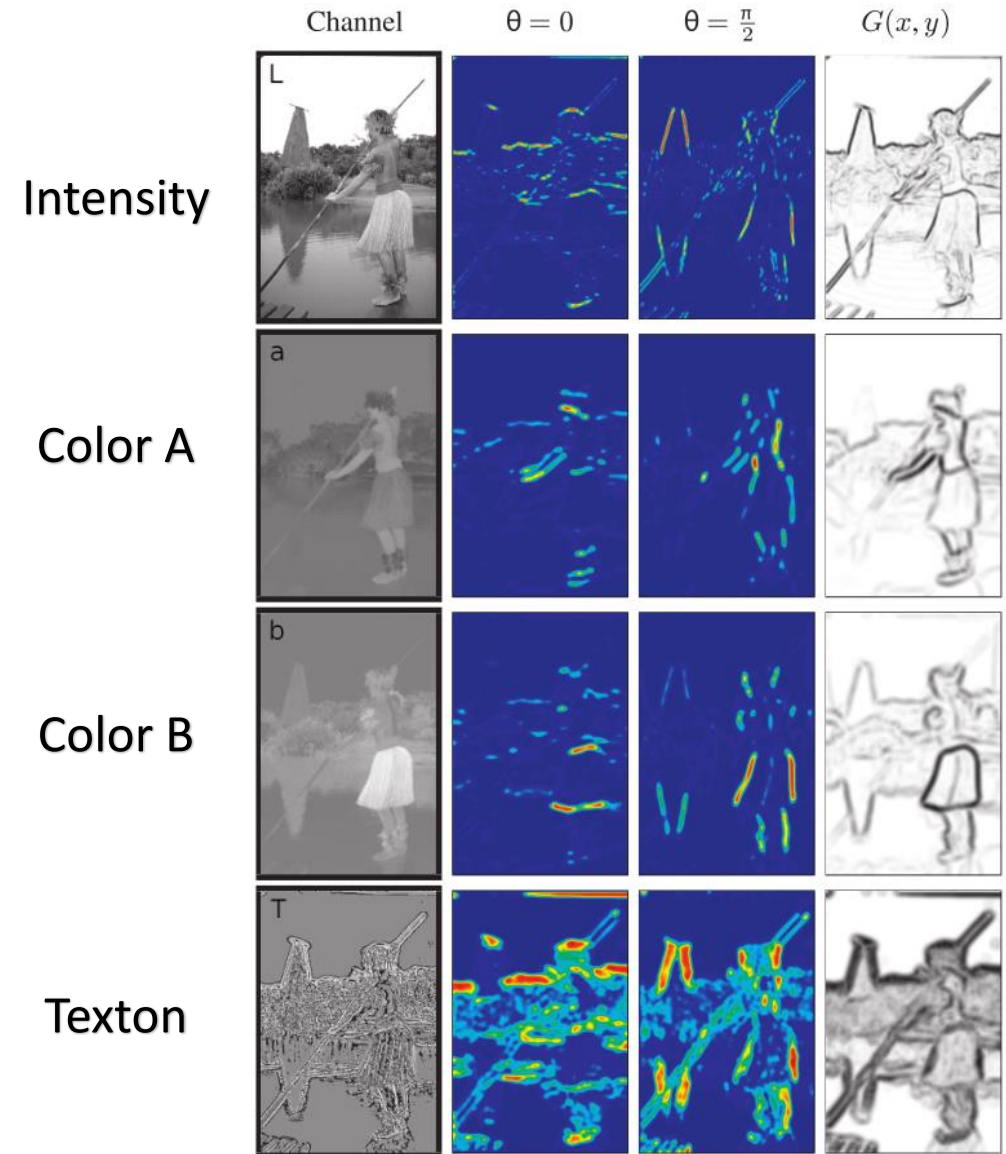 Channel θ = 0 θ = π/2 G(x, y)
Intensity L
Color A a
Color B b
Texton T